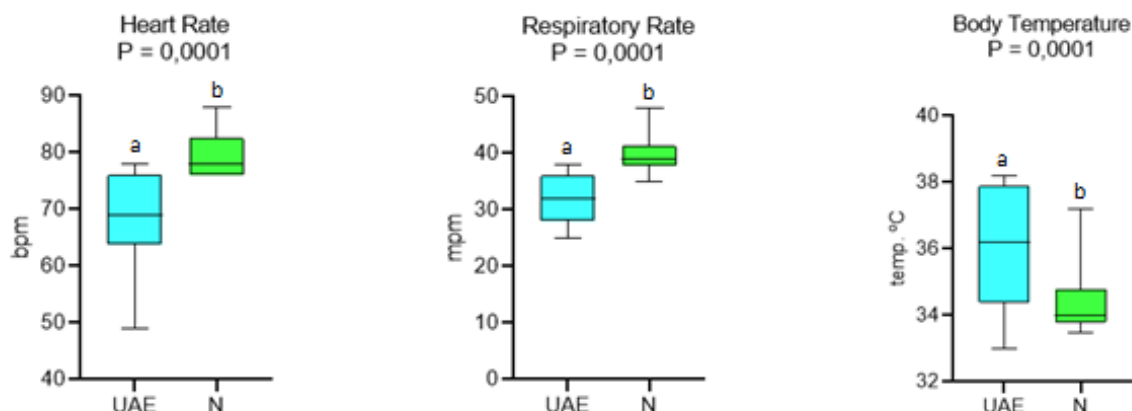 Heart Rate
P = 0,0001
90
80
70
60
50
40
bpm
a
b
UAE N
Respiratory Rate
P = 0,0001
50
40
30
20
10
0
mpm
a
b
UAE N
Body Temperature
P = 0,0001
40
38
36
34
32
temp. ºC
a
b
UAE N